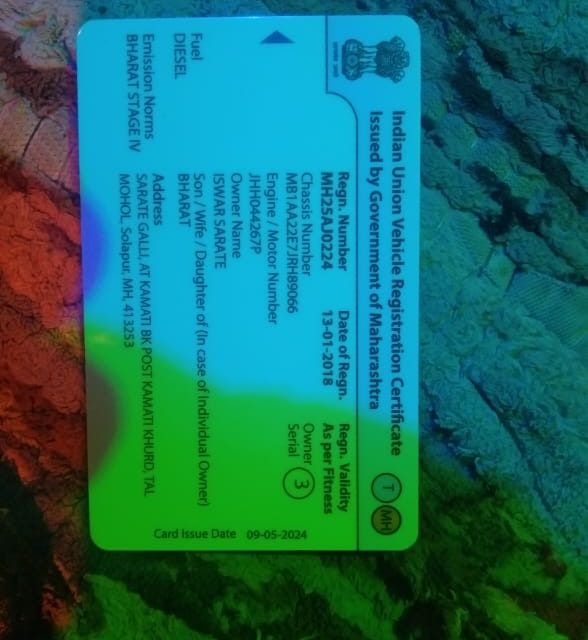 Indian Union Vehicle Registration Certificate
Issued by Government of Maharashtra
T MH
Regn. Number Date of Regn. Regn. Validity
MH25AJ0224 13-01-2018 As per Fitness
Chassis Number Owner
MB1AA22E7JRH89066 Serial 3
Engine / Motor Number
JHH044267P
Owner Name
ISWAR SARATE
Son / Wife / Daughter of (In case of Individual Owner)
BHARAT
Fuel
DIESEL
Emission Norms
BHARAT STAGE IV
Address
SARATE GALLI, AT KAMATI BK POST KAMATI KHURD, TAL
MOHOL, Solapur, MH, 413253
Card Issue Date 09-05-2024